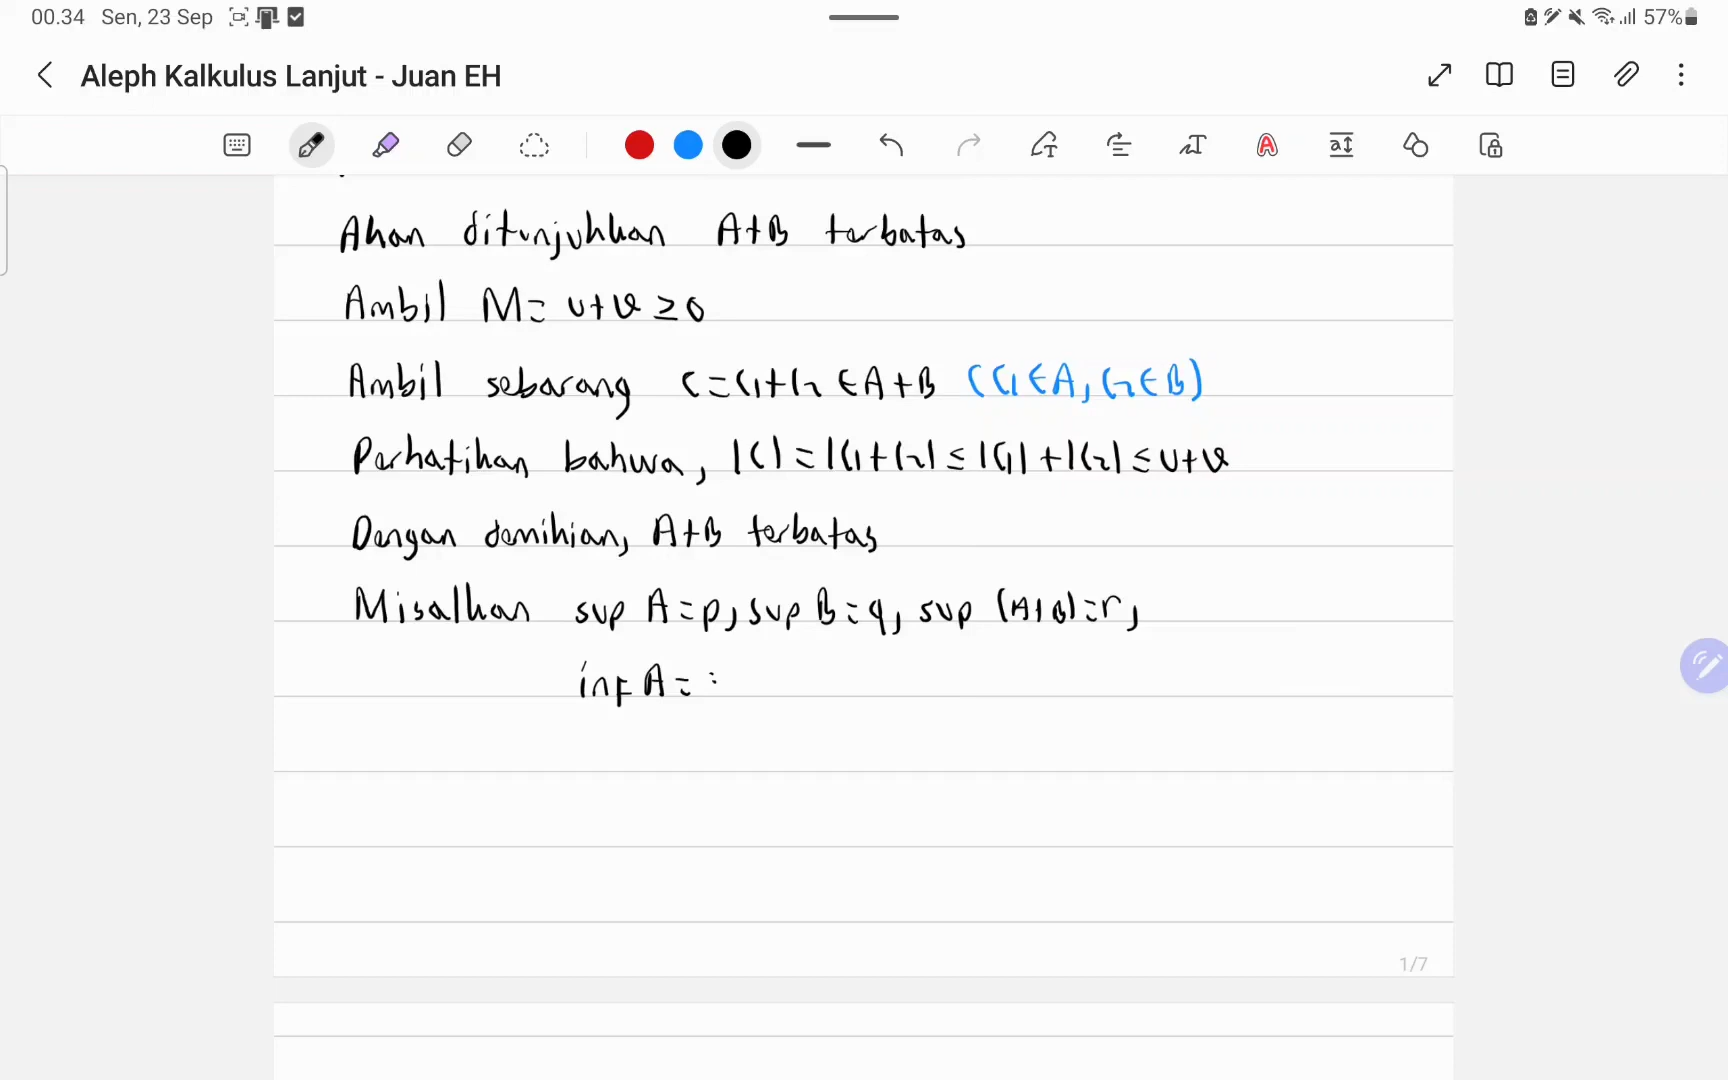 00.34 Sen, 23 Sep 57%
Aleph Kalkulus Lanjut - Juan EH
Akan ditunjukkan A+B terbatas
Ambil M = u+v ≥ 0
Ambil sebarang c = c₁+c₂ ∈ A+B (c₁ ∈ A, c₂ ∈ B)
Perhatikan bahwa, |c| = |c₁+c₂| ≤ |c₁|+|c₂| ≤ u+v
Dengan demikian, A+B terbatas
Misalkan sup A = p, sup B = q, sup (A+B) = r,
inf A =
1/7